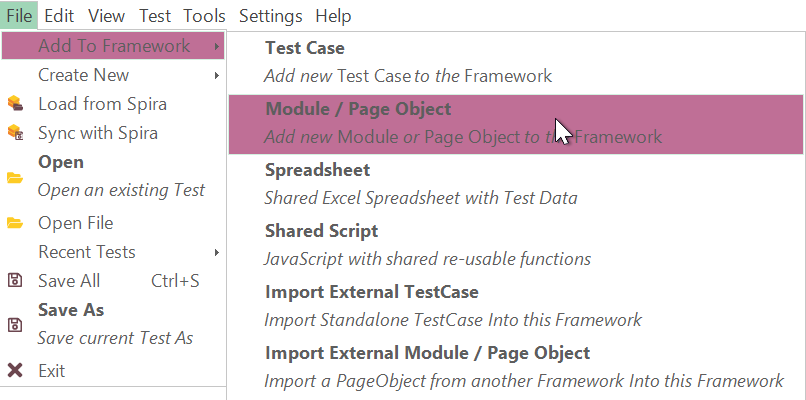 File Edit View Test Tools Settings Help
Add To Framework
Create New
Load from Spira
Sync with Spira
Open
Open an existing Test
Open File
Recent Tests
Save All Ctrl+S
Save As
Save current Test As
Exit
Test Case
Add new Test Case to the Framework
Module / Page Object
Add new Module or Page Object to the Framework
Spreadsheet
Shared Excel Spreadsheet with Test Data
Shared Script
JavaScript with shared re-usable functions
Import External TestCase
Import Standalone TestCase Into this Framework
Import External Module / Page Object
Import a PageObject from another Framework Into this Framework